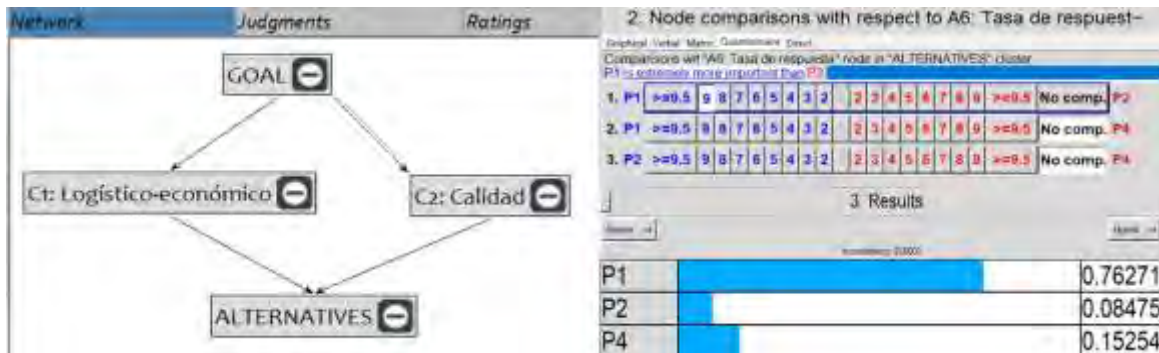 Network Judgments Ratings
GOAL
C1: Logístico-económico
C2: Calidad
ALTERNATIVES
2. Node comparisons with respect to A6: Tasa de respuest~
Graphical Verbal Matrix Questionnaire Direct
Comparisons wrt "A6: Tasa de respuesta" node in "ALTERNATIVES" cluster
P1 is extremely more important than P2
1. P1 >=9.5 9 8 7 6 5 4 3 2 2 3 4 5 6 7 8 9 >=9.5 No comp. P2
2. P1 >=9.5 9 8 7 6 5 4 3 2 2 3 4 5 6 7 8 9 >=9.5 No comp. P4
3. P2 >=9.5 9 8 7 6 5 4 3 2 2 3 4 5 6 7 8 9 >=9.5 No comp. P4
3. Results
P1 0.76271
P2 0.08475
P4 0.15254